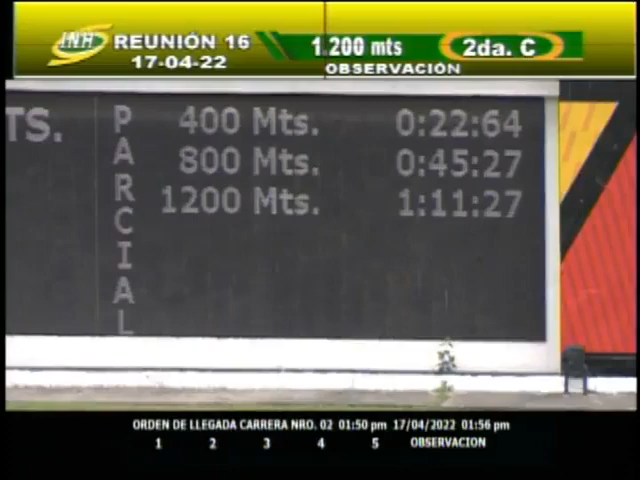 INH REUNIÓN 16 1.200 mts 2da. C
17-04-22 OBSERVACIÓN
TS. PARCIAL
400 Mts. 0:22:64
800 Mts. 0:45:27
1200 Mts. 1:11:27
ORDEN DE LLEGADA CARRERA NRO. 02 01:50 pm 17/04/2022 01:56 pm
1 2 3 4 5 OBSERVACION